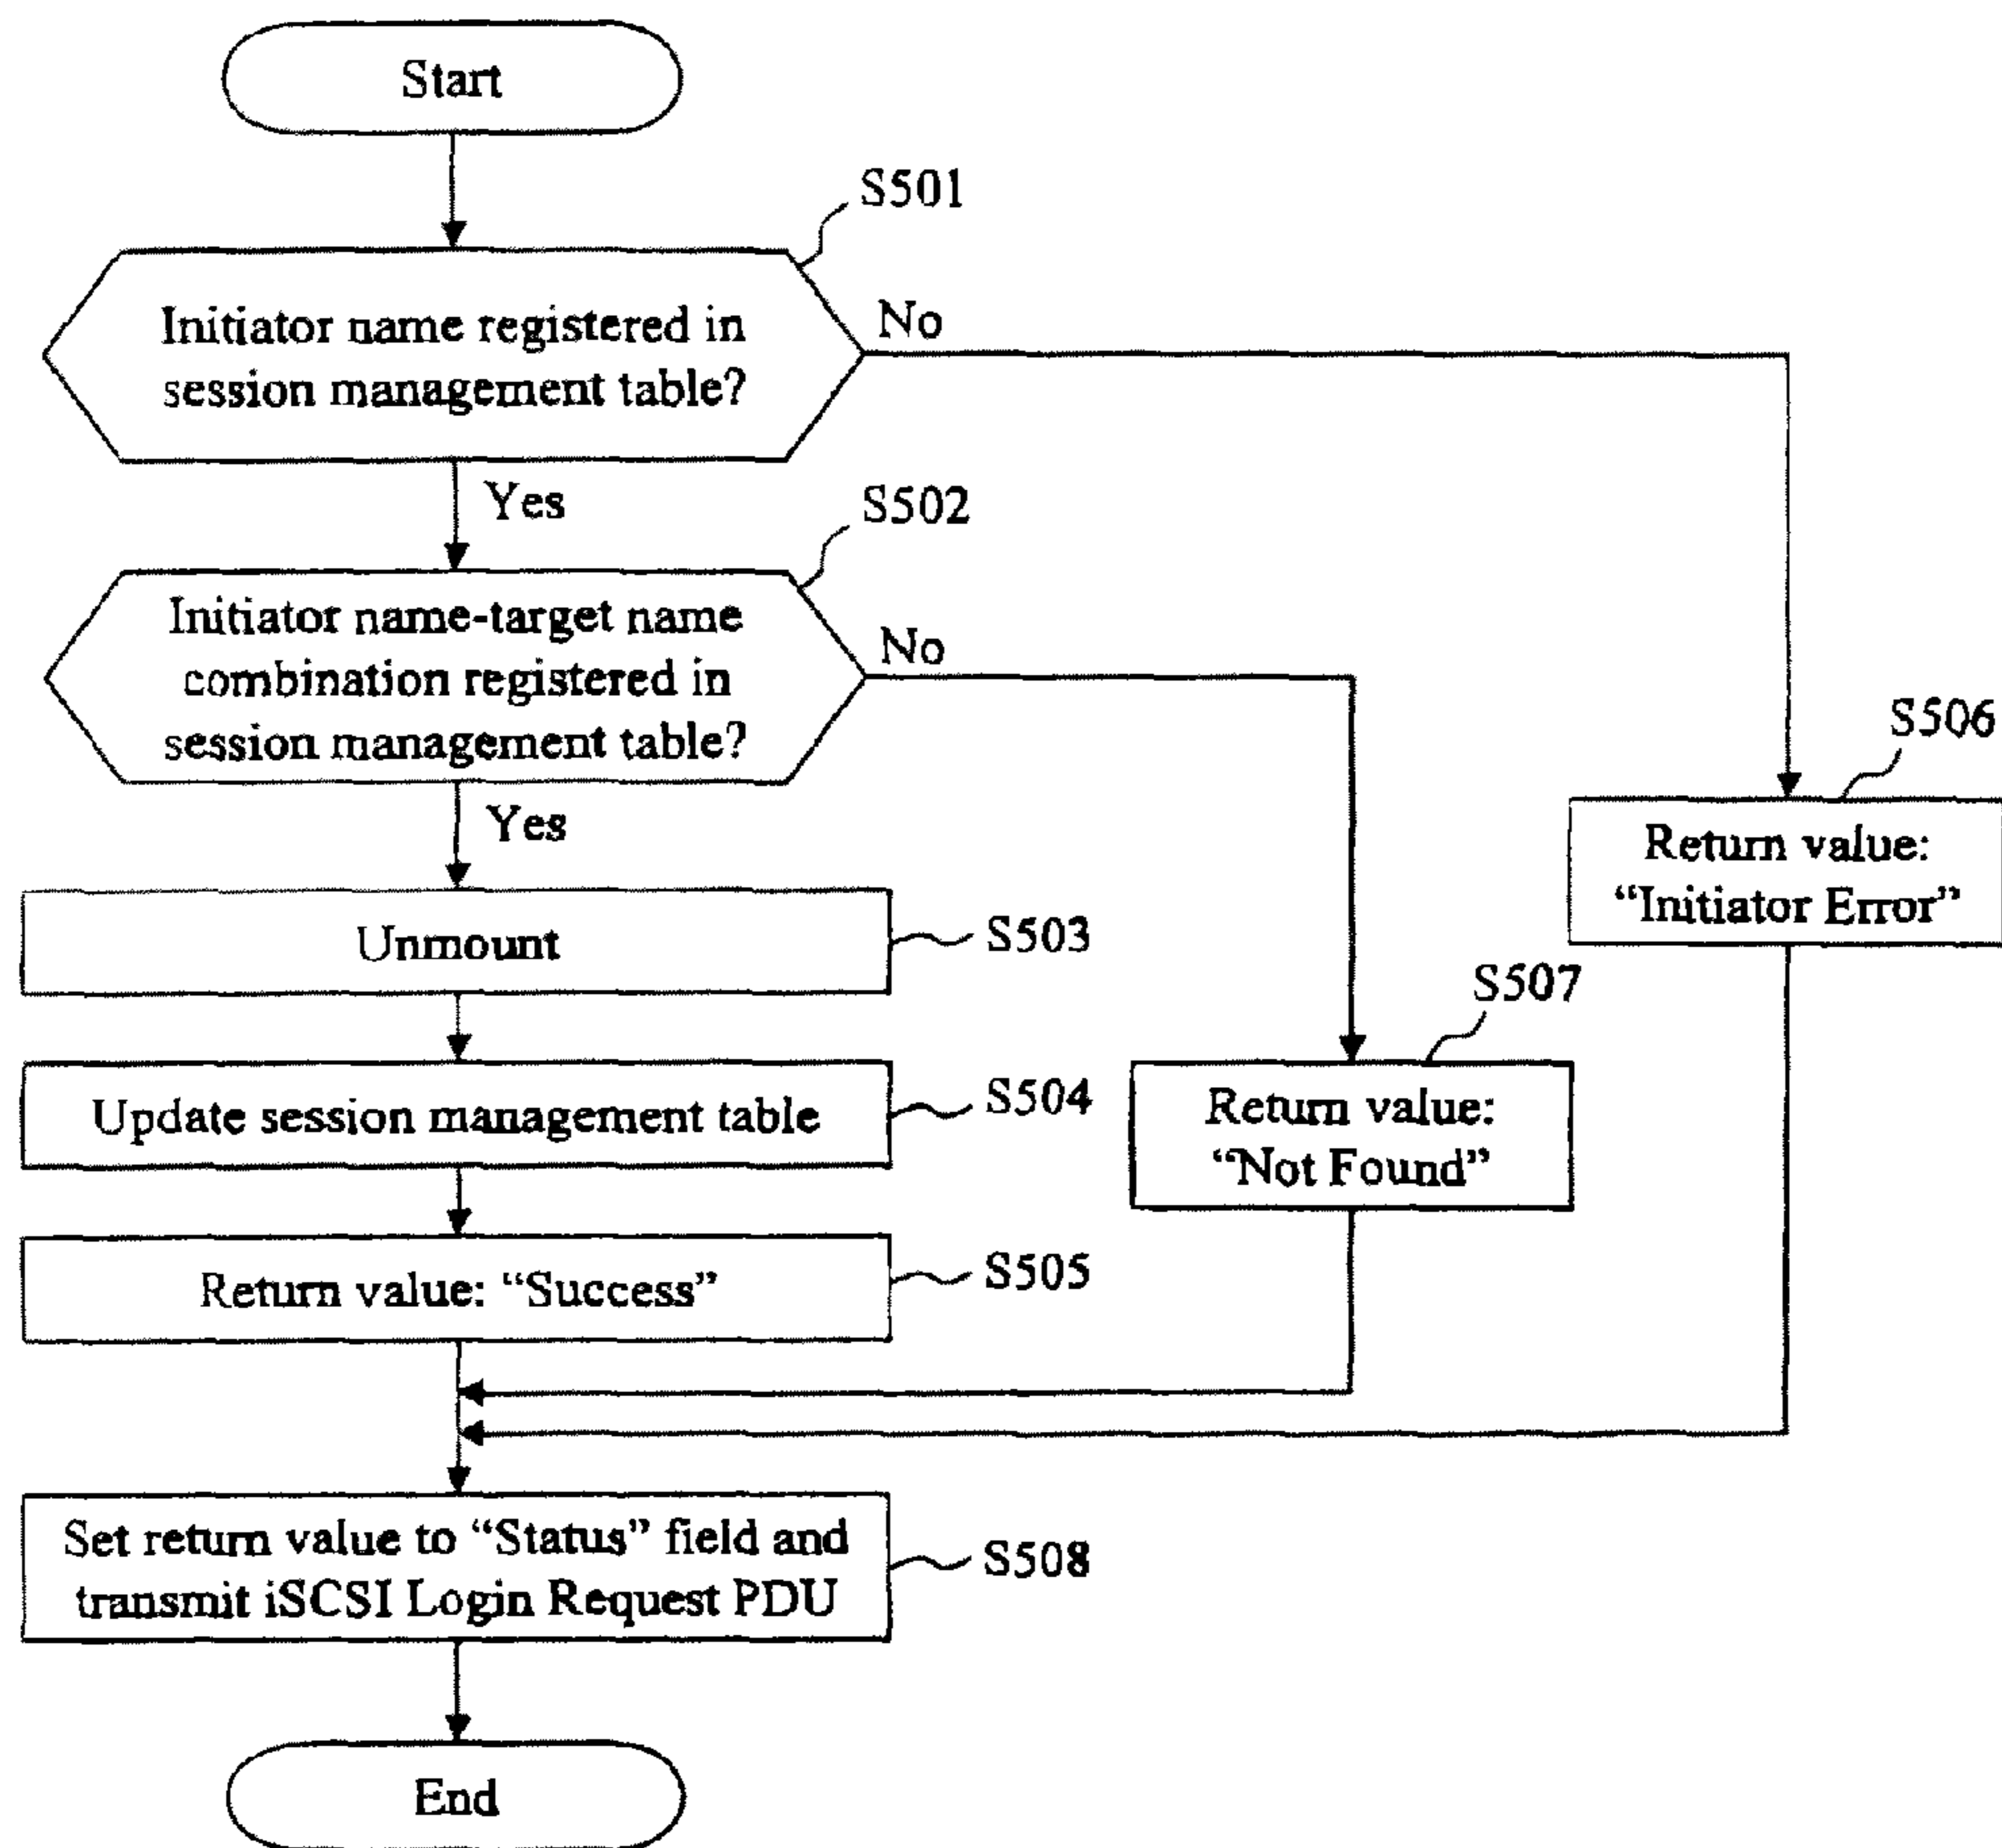 Start
S501
Initiator name registered in
session management table?
No
Yes
S502
Initiator name-target name
combination registered in
session management table?
No
Yes
S506
Return value:
“Initiator Error”
Unmount
S503
S507
Return value:
“Not Found”
Update session management table
S504
Return value: “Success”
S505
Set return value to “Status” field and
transmit iSCSI Login Request PDU
S508
End